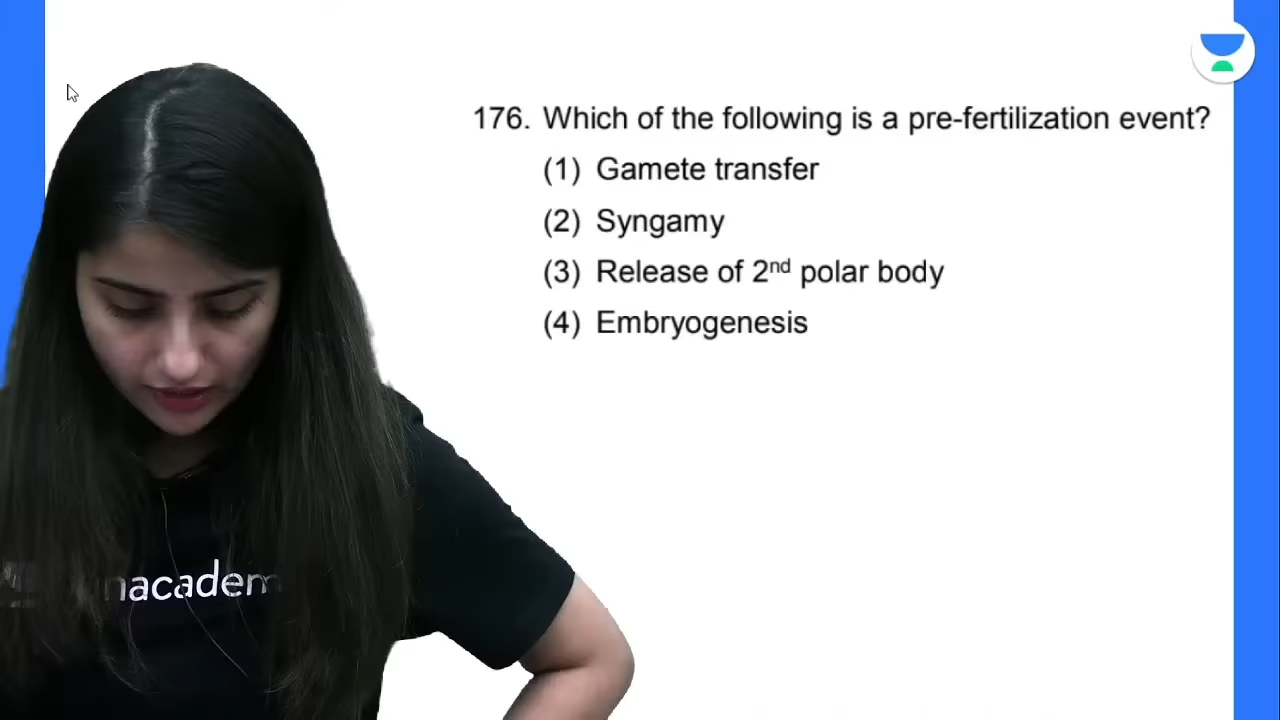 176. Which of the following is a pre-fertilization event?
(1) Gamete transfer
(2) Syngamy
(3) Release of 2nd polar body
(4) Embryogenesis
unacadem